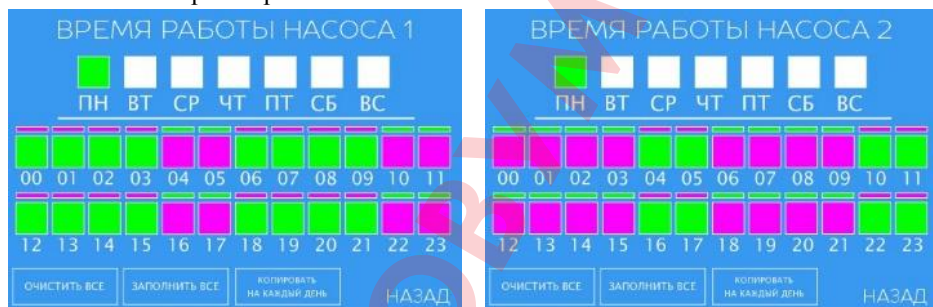 ВРЕМЯ РАБОТЫ НАСОСА 1
ПН ВТ СР ЧТ ПТ СБ ВС
00 01 02 03 04 05 06 07 08 09 10 11
12 13 14 15 16 17 18 19 20 21 22 23
ОЧИСТИТЬ ВСЕ ЗАПОЛНИТЬ ВСЕ КОПИРОВАТЬ
НА КАЖДЫЙ ДЕНЬ
НАЗАД
ВРЕМЯ РАБОТЫ НАСОСА 2
ПН ВТ СР ЧТ ПТ СБ ВС
00 01 02 03 04 05 06 07 08 09 10 11
12 13 14 15 16 17 18 19 20 21 22 23
ОЧИСТИТЬ ВСЕ ЗАПОЛНИТЬ ВСЕ КОПИРОВАТЬ
НА КАЖДЫЙ ДЕНЬ
НАЗАД